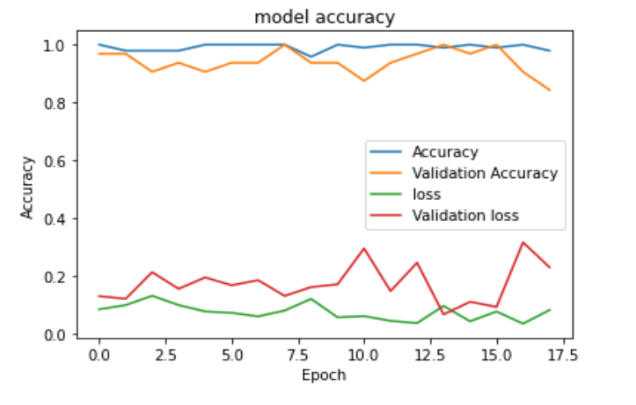 model accuracy
1.0
0.8
0.6
0.4
0.2
0.0
Accuracy
Accuracy
Validation Accuracy
loss
Validation loss
0.0 2.5 5.0 7.5 10.0 12.5 15.0 17.5
Epoch